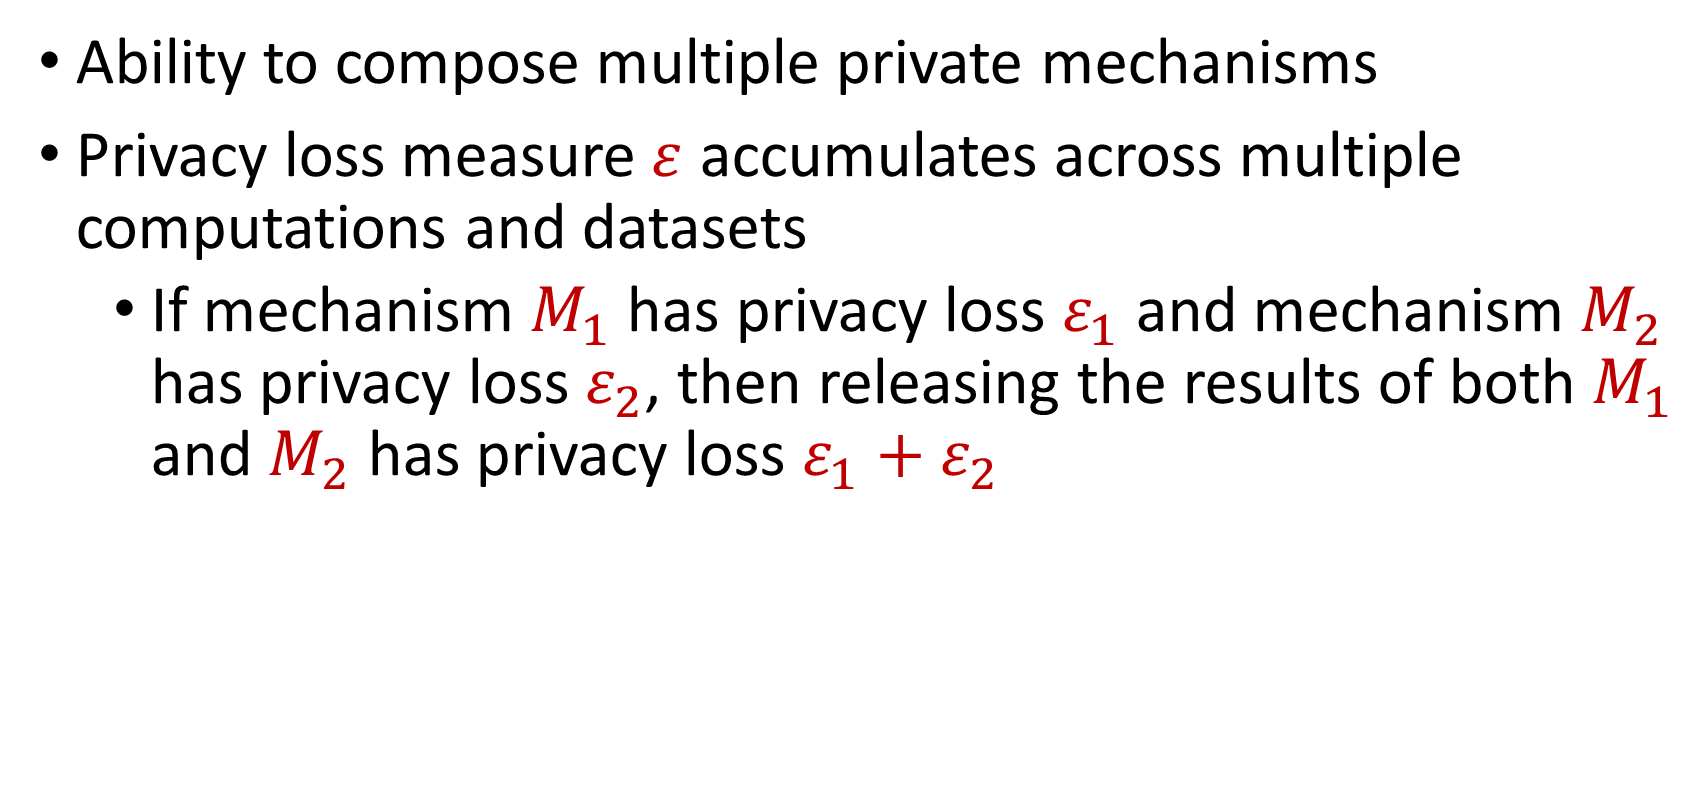 • Ability to compose multiple private mechanisms
• Privacy loss measure 𝜀 accumulates across multiple
computations and datasets
• If mechanism 𝑀₁ has privacy loss 𝜀₁ and mechanism 𝑀₂
has privacy loss 𝜀₂, then releasing the results of both 𝑀₁
and 𝑀₂ has privacy loss 𝜀₁ + 𝜀₂